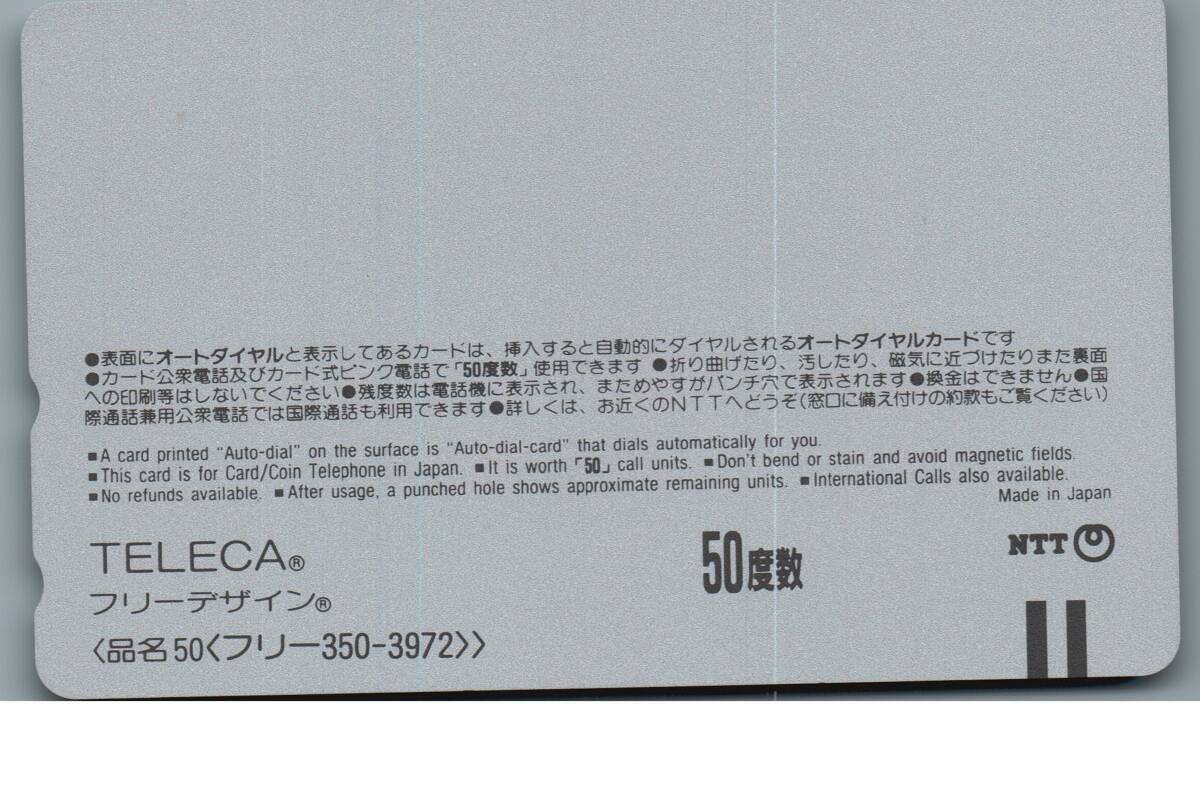 ●表面にオートダイヤルと表示してあるカードは、挿入すると自動的にダイヤルされるオートダイヤルカードです
●カード公衆電話及びカード式ピンク電話で「50度数」使用できます ●折り曲げたり、汚したり、磁気に近づけたりまた裏面
への印刷等はしないでください●残度数は電話機に表示され、まためやすがパンチ穴で表示されます●換金はできません●国
際通話兼用公衆電話では国際通話も利用できます●詳しくは、お近くのNTTへどうぞ(窓口に備え付けの約款もご覧ください)
■A card printed “Auto-dial” on the surface is “Auto-dial-card” that dials automatically for you.
■This card is for Card/Coin Telephone in Japan. ■It is worth「50」call units. ■Don't bend or stain and avoid magnetic fields.
■No refunds available. ■After usage, a punched hole shows approximate remaining units. ■International Calls also available.
Made in Japan
TELECA®
50度数
NTT
フリーデザイン®
〈品名50〈フリー350-3972〉〉